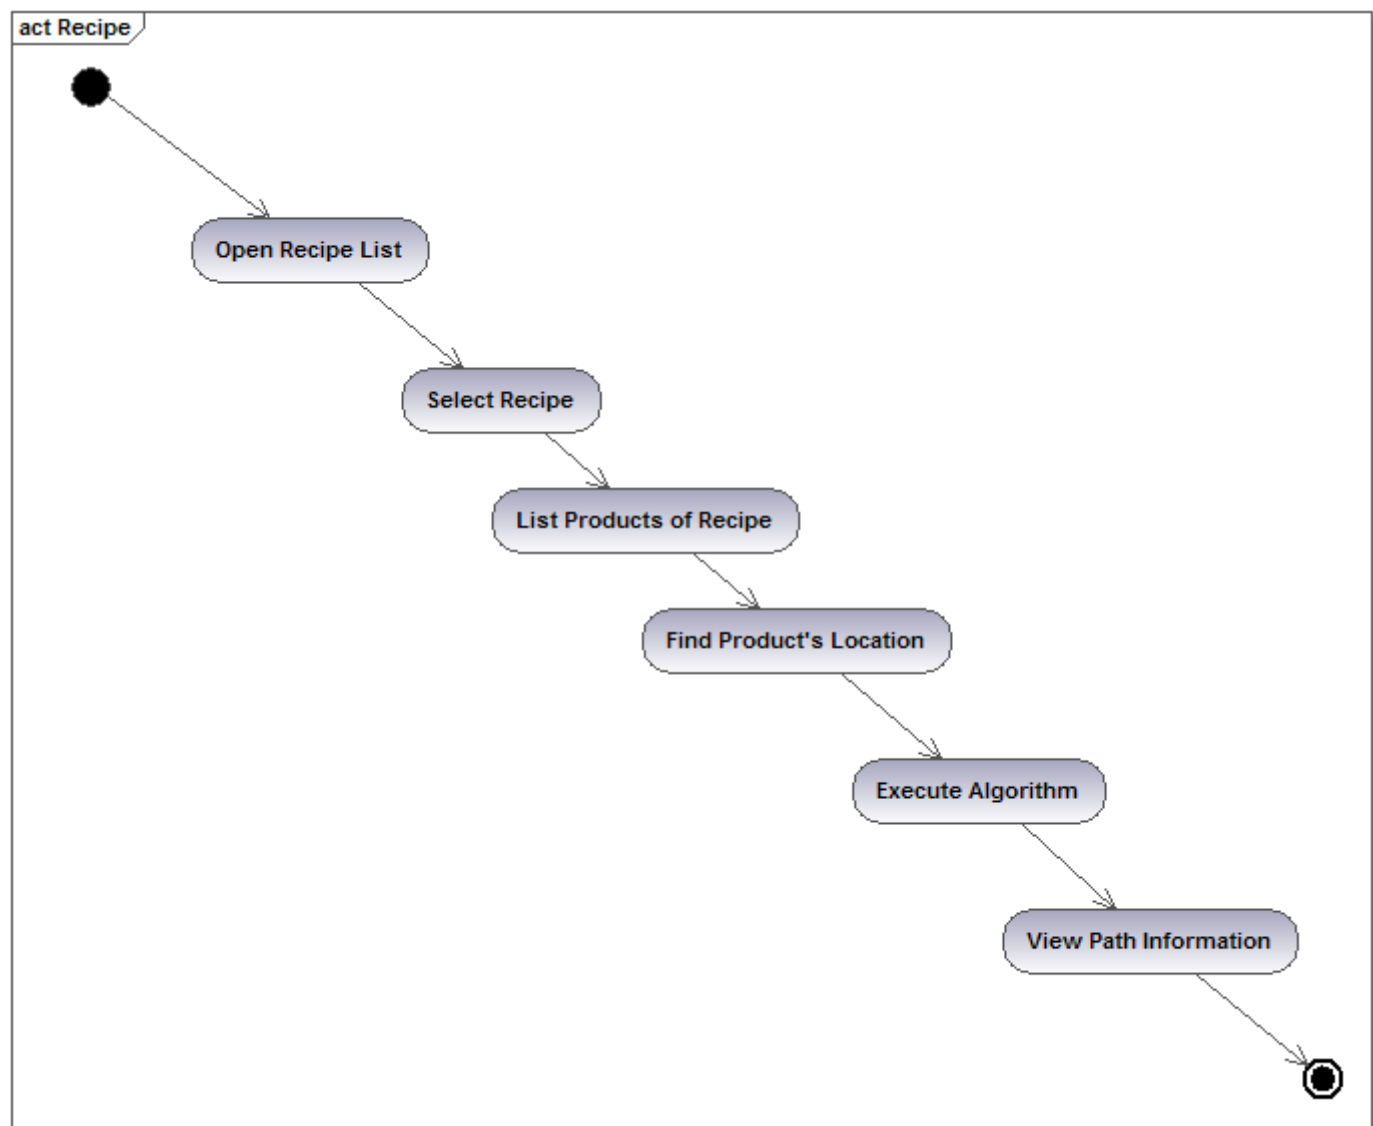 act Recipe
Open Recipe List
Select Recipe
List Products of Recipe
Find Product's Location
Execute Algorithm
View Path Information